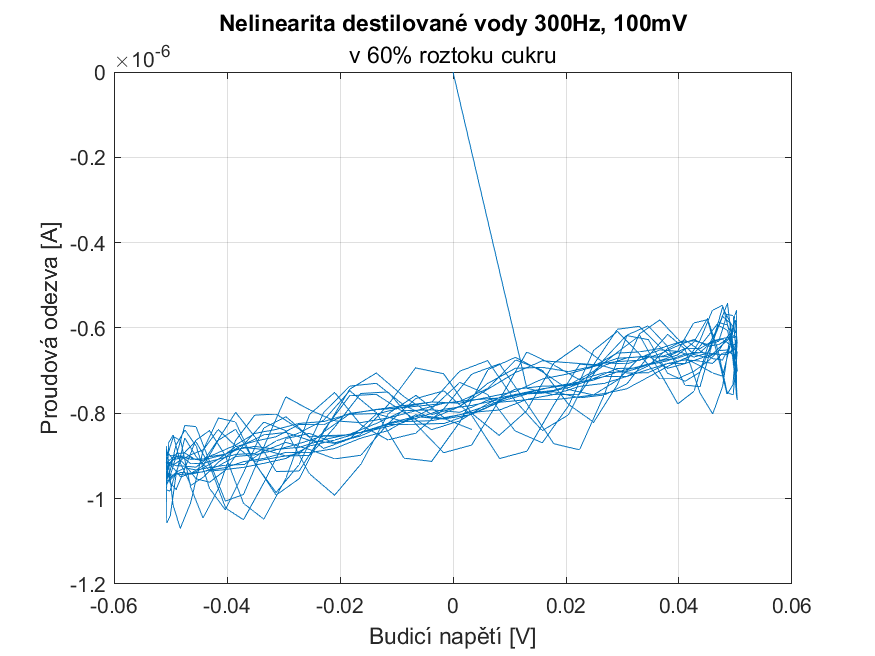 Nelinearita destilované vody 300Hz, 100mV
v 60% roztoku cukru
×10⁻⁶
0
-0.2
-0.4
-0.6
-0.8
-1
-1.2
-0.06 -0.04 -0.02 0 0.02 0.04 0.06
Proudová odezva [A]
Budicí napětí [V]